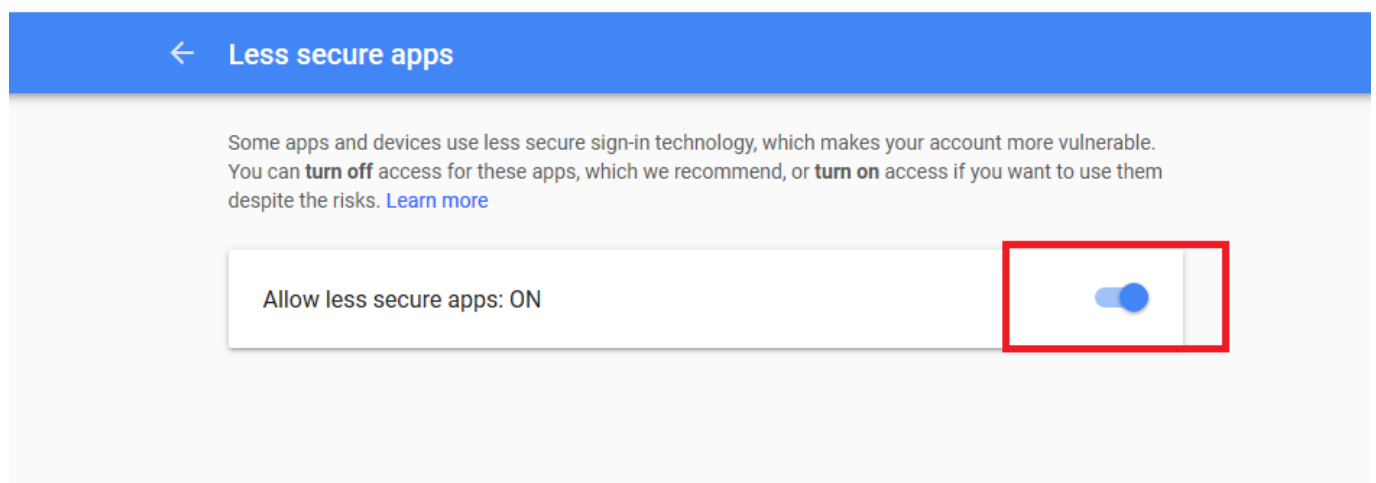 Less secure apps
Some apps and devices use less secure sign-in technology, which makes your account more vulnerable.
You can turn off access for these apps, which we recommend, or turn on access if you want to use them
despite the risks. Learn more
Allow less secure apps: ON